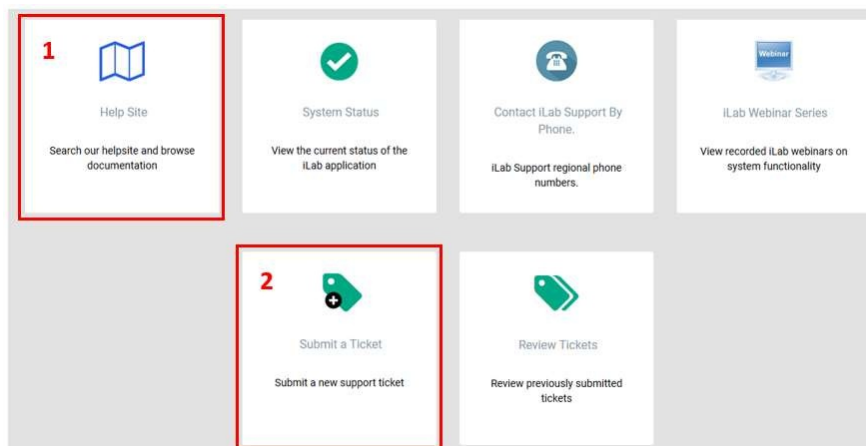 1
Help Site
Search our helpsite and browse
documentation
System Status
View the current status of the
iLab application
Contact iLab Support By
Phone.
iLab Support regional phone
numbers.
Webinar
iLab Webinar Series
View recorded iLab webinars on
system functionality
2
Submit a Ticket
Submit a new support ticket
Review Tickets
Review previously submitted
tickets